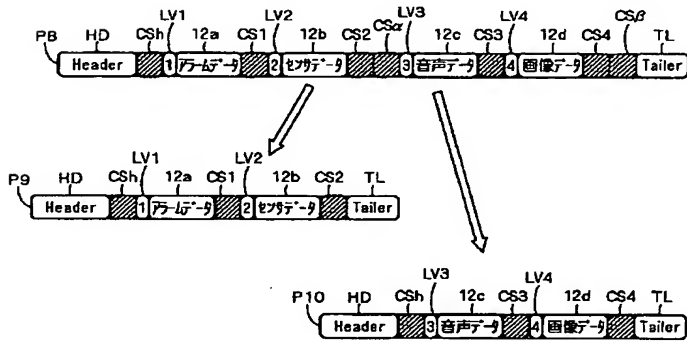 LV1 LV2 CSα LV3 LV4 CSβ
HD CSh 12a CS1 12b CS2 12c CS3 12d CS4 TL
P8 Header 1 アラームデータ 2 センサデータ 3 音声データ 4 画像データ Tailer
LV1 LV2
P9 HD CSh 12a CS1 12b CS2 TL
Header 1 アラームデータ 2 センサデータ Tailer
LV3 LV4
P10 HD CSh 12c CS3 12d CS4 TL
Header 3 音声データ 4 画像データ Tailer